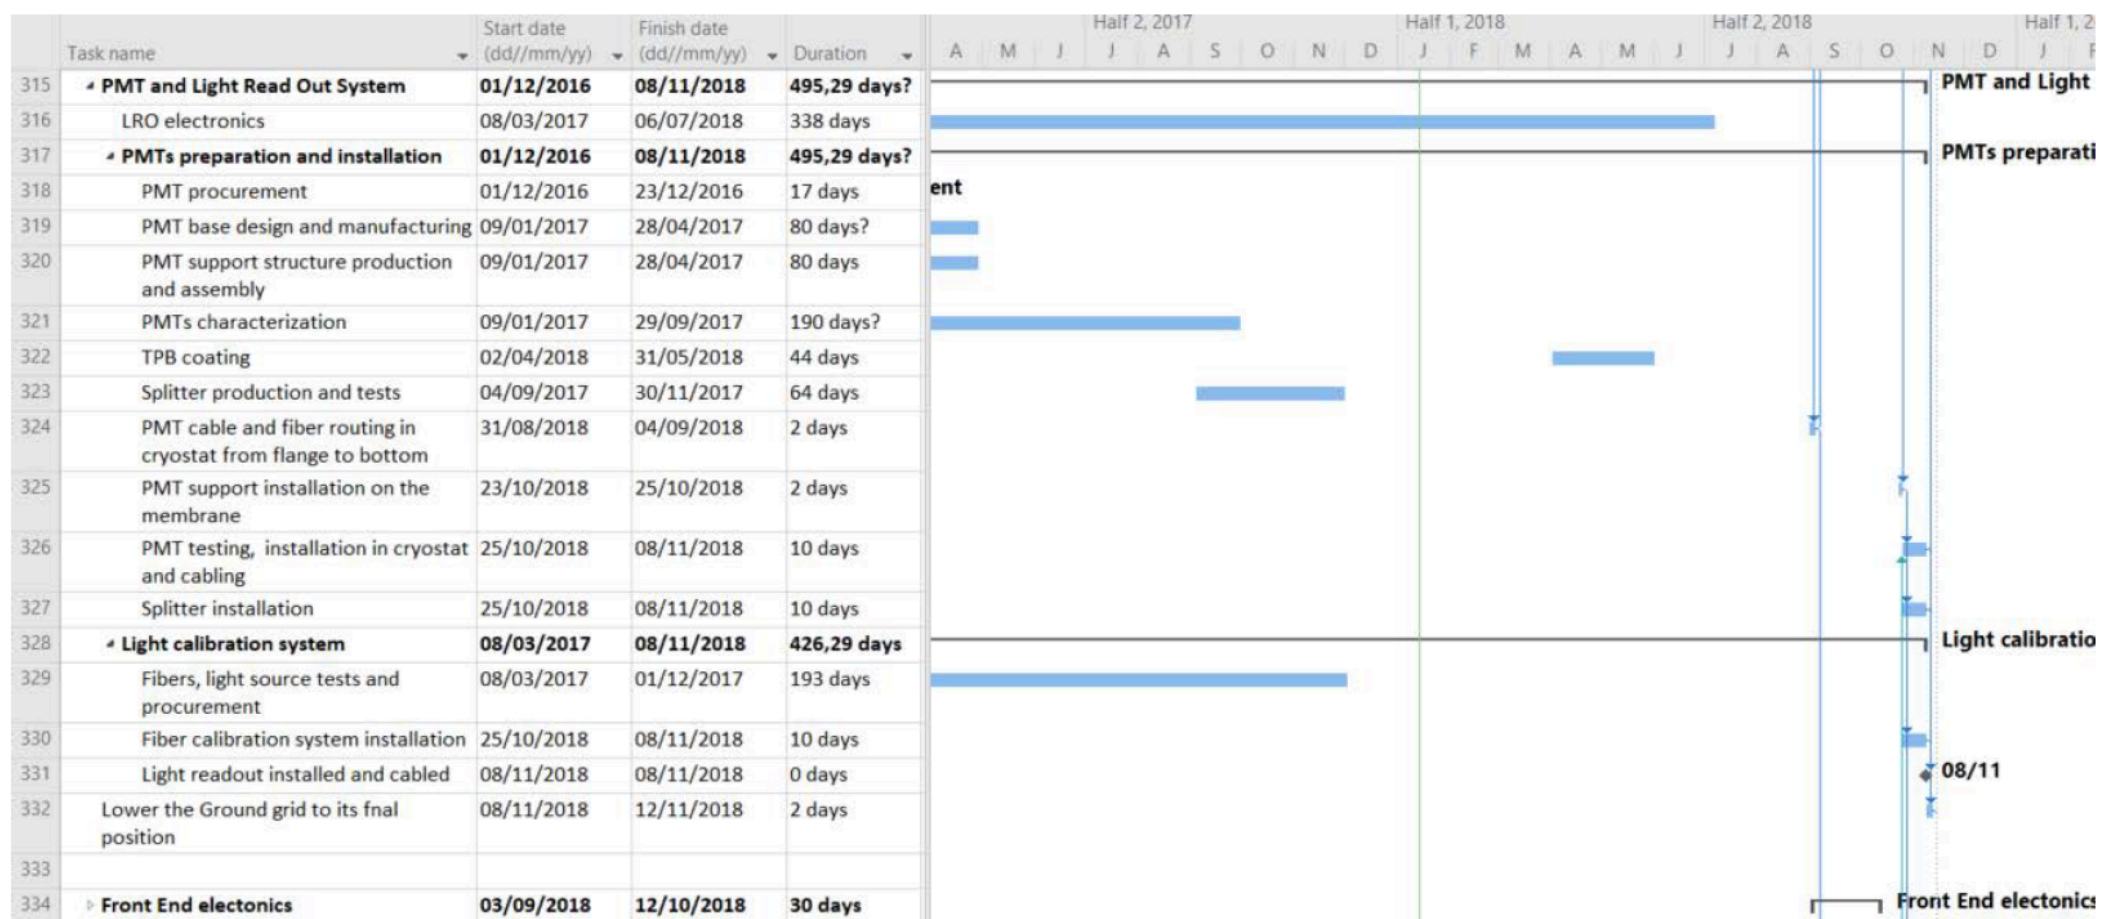 Half 2, 2017 Half 1, 2018 Half 2, 2018 Half 1, 2
Task name Start date (dd//mm/yy) Finish date (dd//mm/yy) Duration A M J J A S O N D J F M A M J J A S O N D J F
315 PMT and Light Read Out System 01/12/2016 08/11/2018 495,29 days? PMT and Light
316 LRO electronics 08/03/2017 06/07/2018 338 days
317 PMTs preparation and installation 01/12/2016 08/11/2018 495,29 days? PMTs preparati
318 PMT procurement 01/12/2016 23/12/2016 17 days ent
319 PMT base design and manufacturing 09/01/2017 28/04/2017 80 days?
320 PMT support structure production 09/01/2017 28/04/2017 80 days
and assembly
321 PMTs characterization 09/01/2017 29/09/2017 190 days?
322 TPB coating 02/04/2018 31/05/2018 44 days
323 Splitter production and tests 04/09/2017 30/11/2017 64 days
324 PMT cable and fiber routing in 31/08/2018 04/09/2018 2 days
cryostat from flange to bottom
325 PMT support installation on the 23/10/2018 25/10/2018 2 days
membrane
326 PMT testing, installation in cryostat 25/10/2018 08/11/2018 10 days
and cabling
327 Splitter installation 25/10/2018 08/11/2018 10 days
328 Light calibration system 08/03/2017 08/11/2018 426,29 days Light calibratio
329 Fibers, light source tests and 08/03/2017 01/12/2017 193 days
procurement
330 Fiber calibration system installation 25/10/2018 08/11/2018 10 days
331 Light readout installed and cabled 08/11/2018 08/11/2018 0 days 08/11
332 Lower the Ground grid to its fnal 08/11/2018 12/11/2018 2 days
position
333
334 Front End electonics 03/09/2018 12/10/2018 30 days Front End electonics